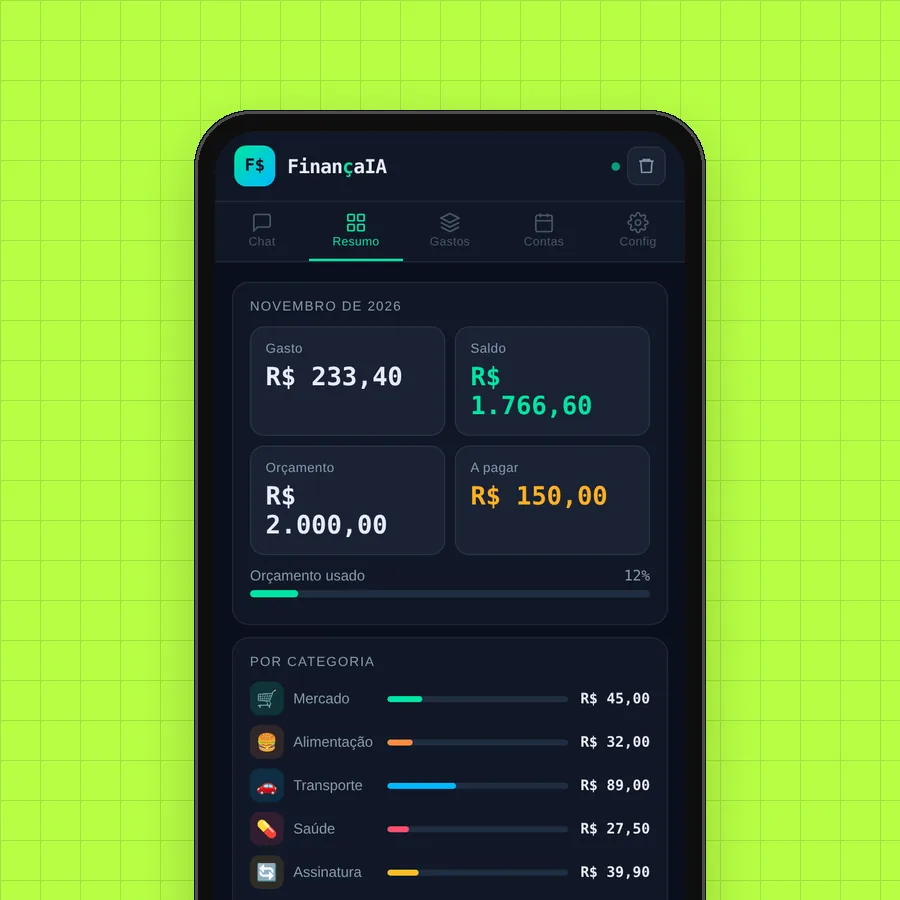 F$ FinançaIA
Chat Resumo Gastos Contas Config
NOVEMBRO DE 2026
Gasto
R$ 233,40
Saldo
R$
1.766,60
Orçamento
R$
2.000,00
A pagar
R$ 150,00
Orçamento usado 12%
POR CATEGORIA
Mercado R$ 45,00
Alimentação R$ 32,00
Transporte R$ 89,00
Saúde R$ 27,50
Assinatura R$ 39,90